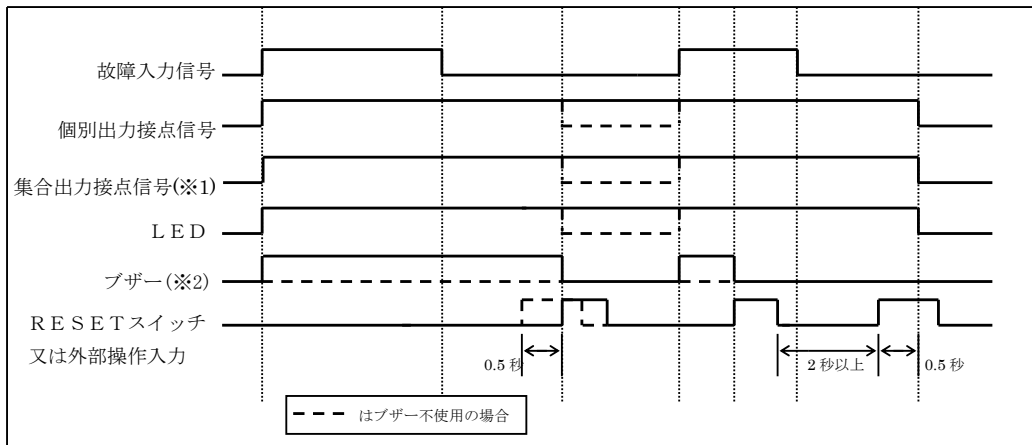 故障入力信号
個別出力接点信号
集合出力接点信号(※1)
ＬＥＤ
ブザー(※2)
ＲＥＳＥＴスイッチ
又は外部操作入力
0.5 秒
2 秒以上
0.5 秒
はブザー不使用の場合